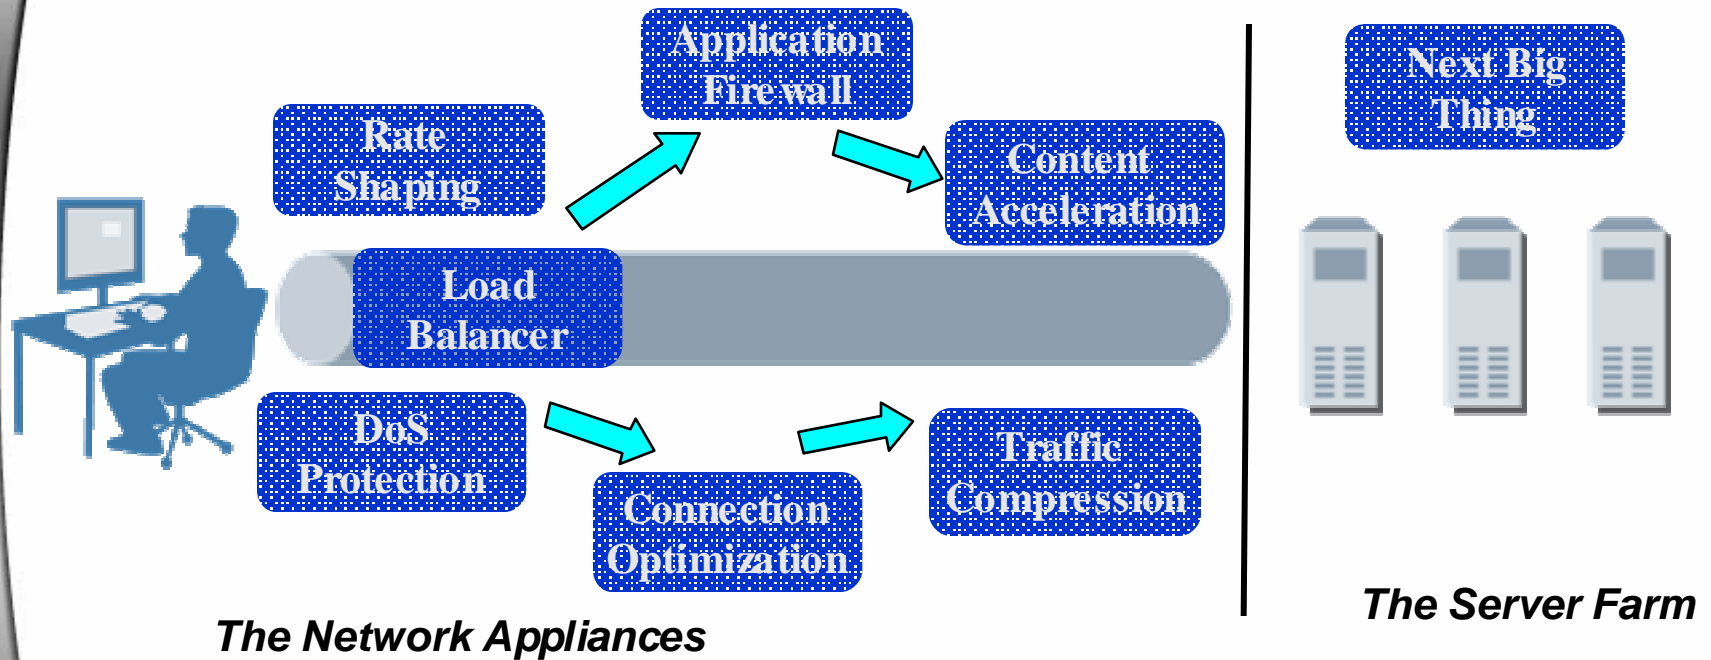 Application
Firewall
Next Big
Thing
Rate
Shaping
Content
Acceleration
Load
Balancer
DoS
Protection
Traffic
Compression
Connection
Optimization
The Server Farm
The Network Appliances